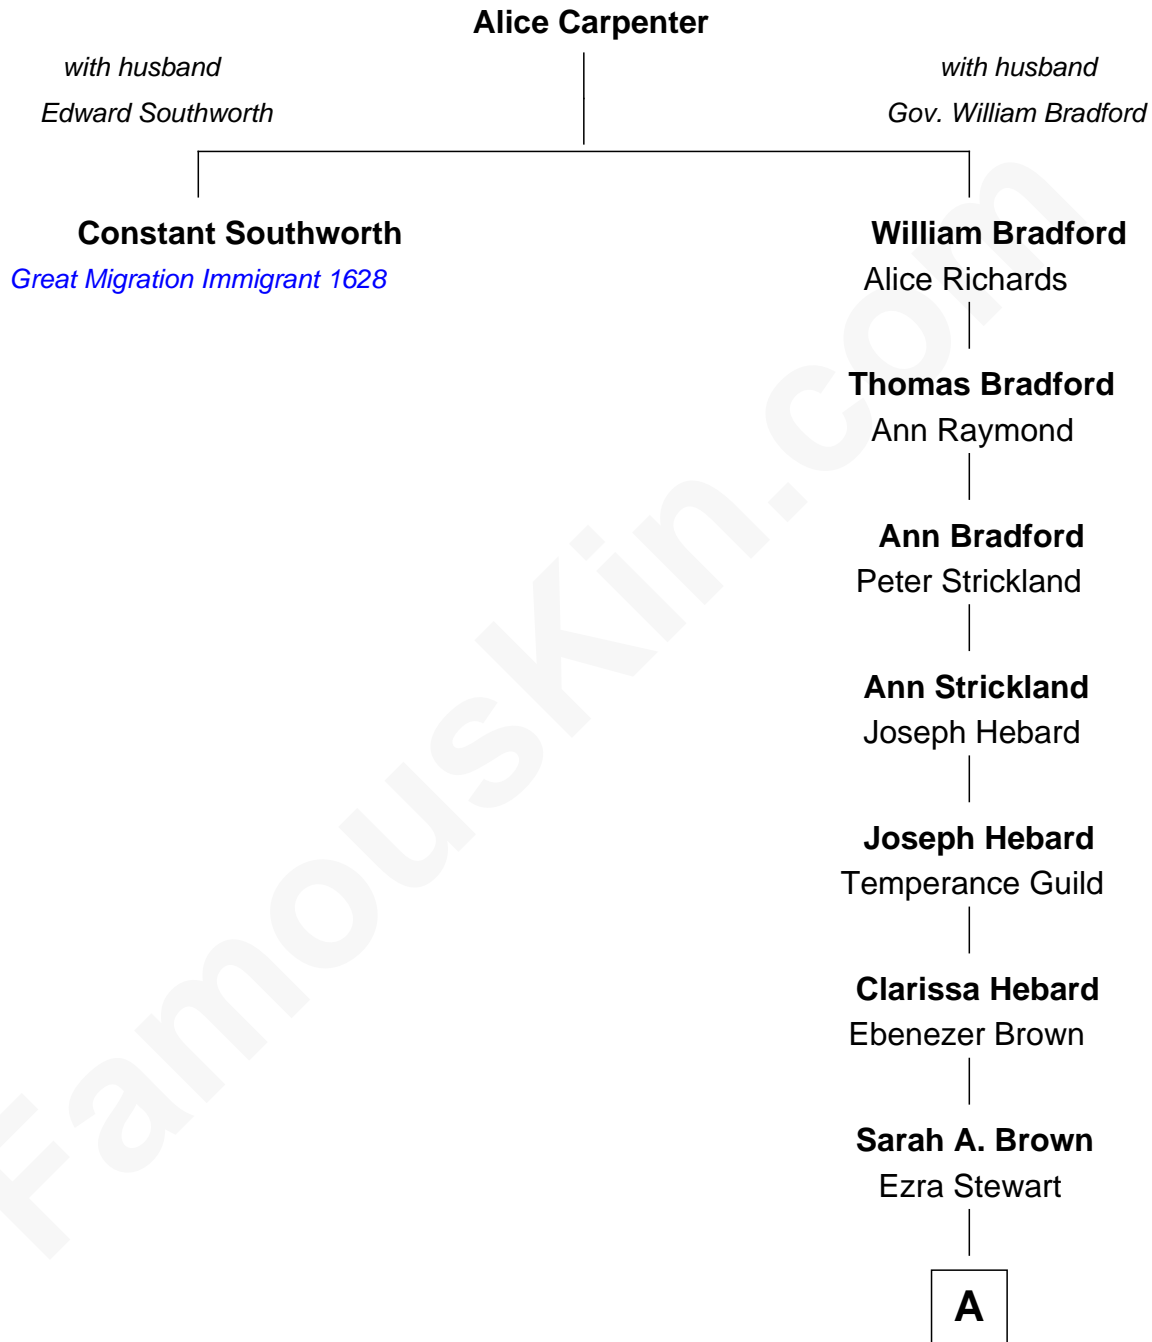 Alice Carpenter
with husband
Edward Southworth
with husband
Gov. William Bradford
Constant Southworth
Great Migration Immigrant 1628
William Bradford
Alice Richards
Thomas Bradford
Ann Raymond
Ann Bradford
Peter Strickland
Ann Strickland
Joseph Hebard
Joseph Hebard
Temperance Guild
Clarissa Hebard
Ebenezer Brown
Sarah A. Brown
Ezra Stewart
A
FamousKin.com